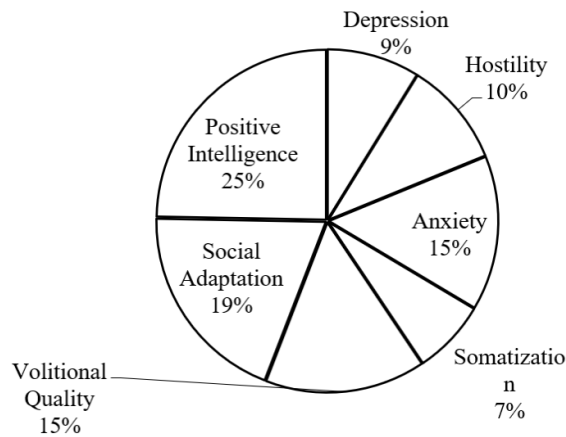 Depression
9%
Hostility
10%
Anxiety
15%
Somatizatio
n
7%
Volitional
Quality
15%
Social
Adaptation
19%
Positive
Intelligence
25%